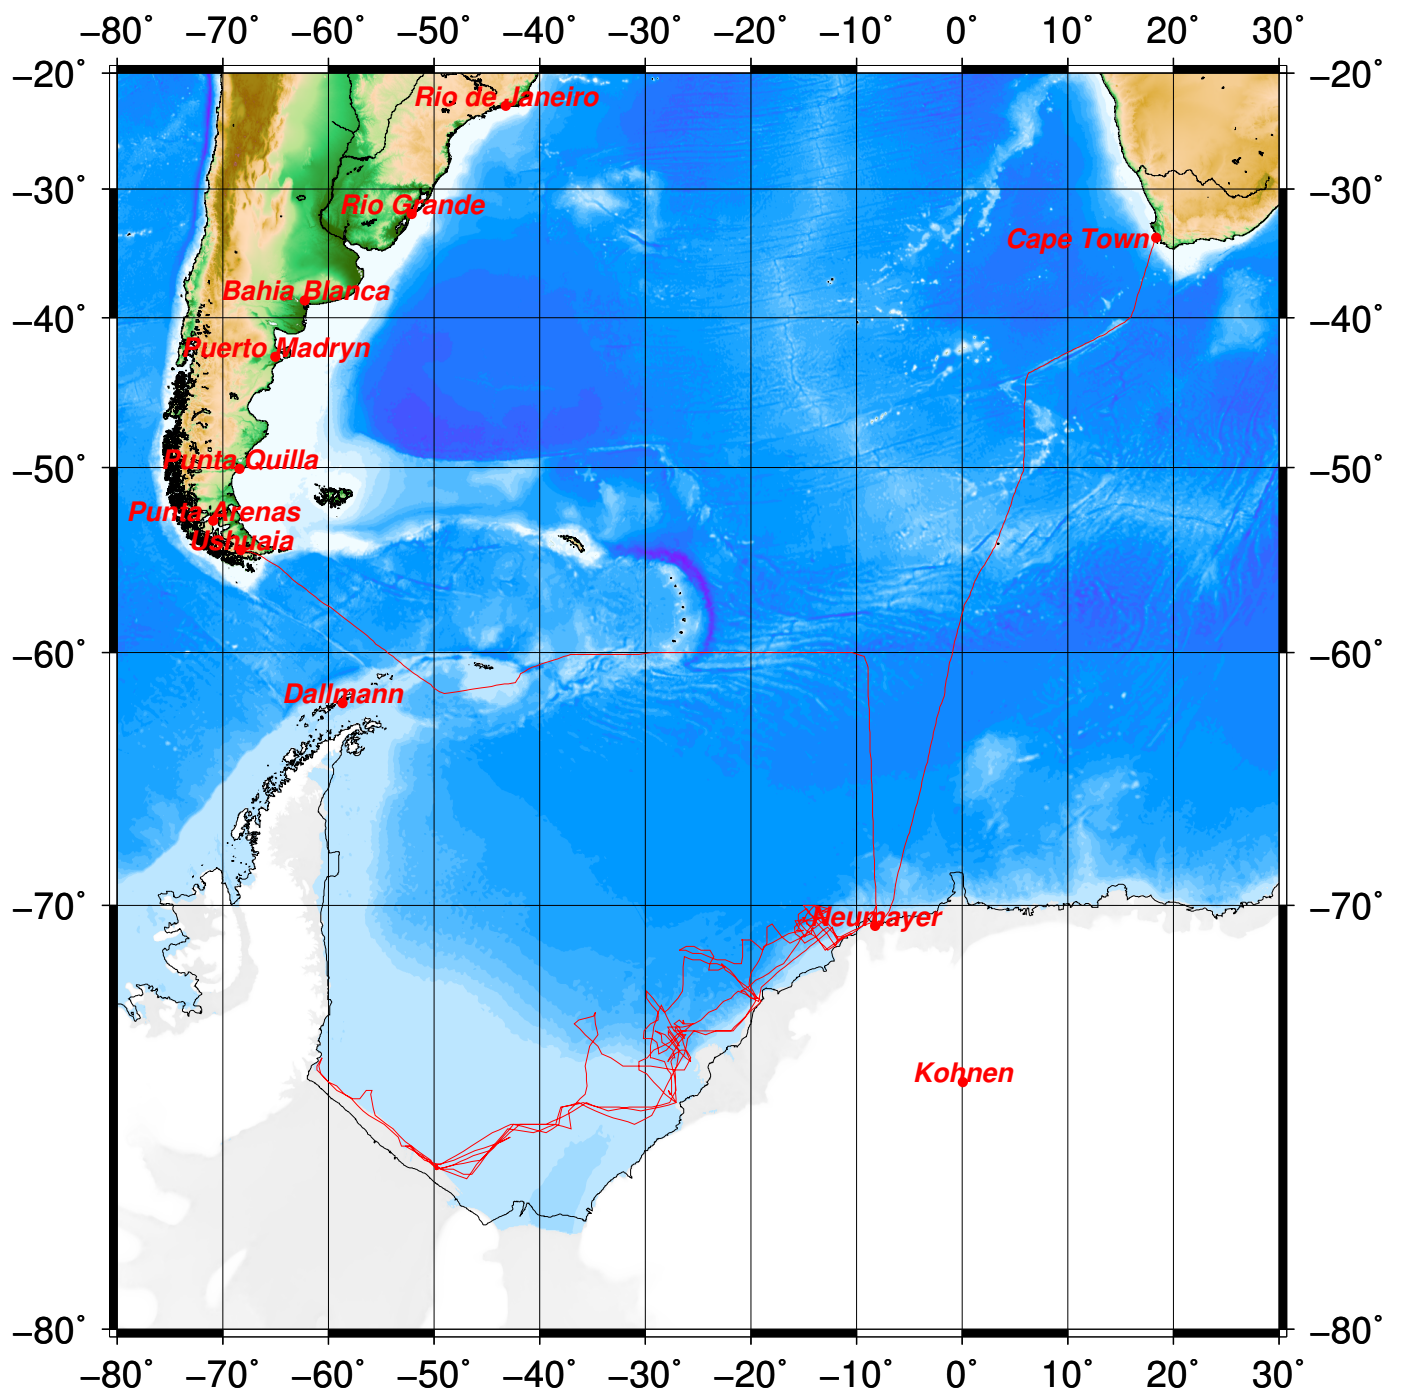 −80° −70° −60° −50° −40° −30° −20° −10° 0° 10° 20° 30°
−20° −20°
Rio de Janeiro
−30° −30°
Rio Grande
Cape Town
Bahia Blanca
−40° −40°
Puerto Madryn
Punta Quilla
−50° −50°
Punta Arenas
Ushuaia
−60° −60°
Dallmann
−70° −70°
Neumayer
Kohnen
−80° −80°
−80° −70° −60° −50° −40° −30° −20° −10° 0° 10° 20° 30°